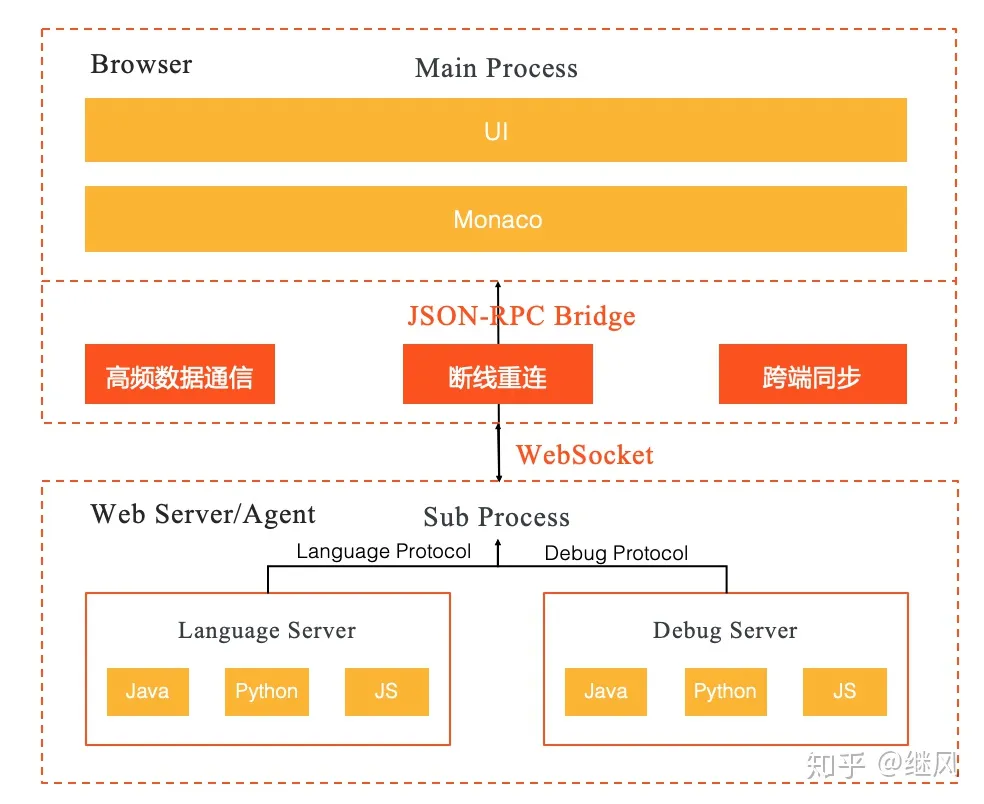 Browser
Main Process
UI
Monaco
JSON-RPC Bridge
高频数据通信
断线重连
跨端同步
WebSocket
Web Server/Agent
Sub Process
Language Protocol
Debug Protocol
Language Server
Debug Server
Java
Python
JS
Java
Python
JS
知乎 @继风